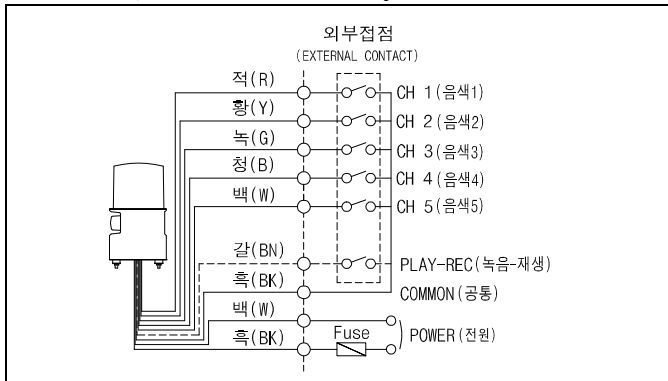 외부접점
(EXTERNAL CONTACT)
적(R) CH 1(음색1)
황(Y) CH 2(음색2)
녹(G) CH 3(음색3)
청(B) CH 4(음색4)
백(W) CH 5(음색5)
갈(BN) PLAY-REC(녹음-재생)
흑(BK) COMMON(공통)
백(W)
흑(BK) Fuse POWER(전원)